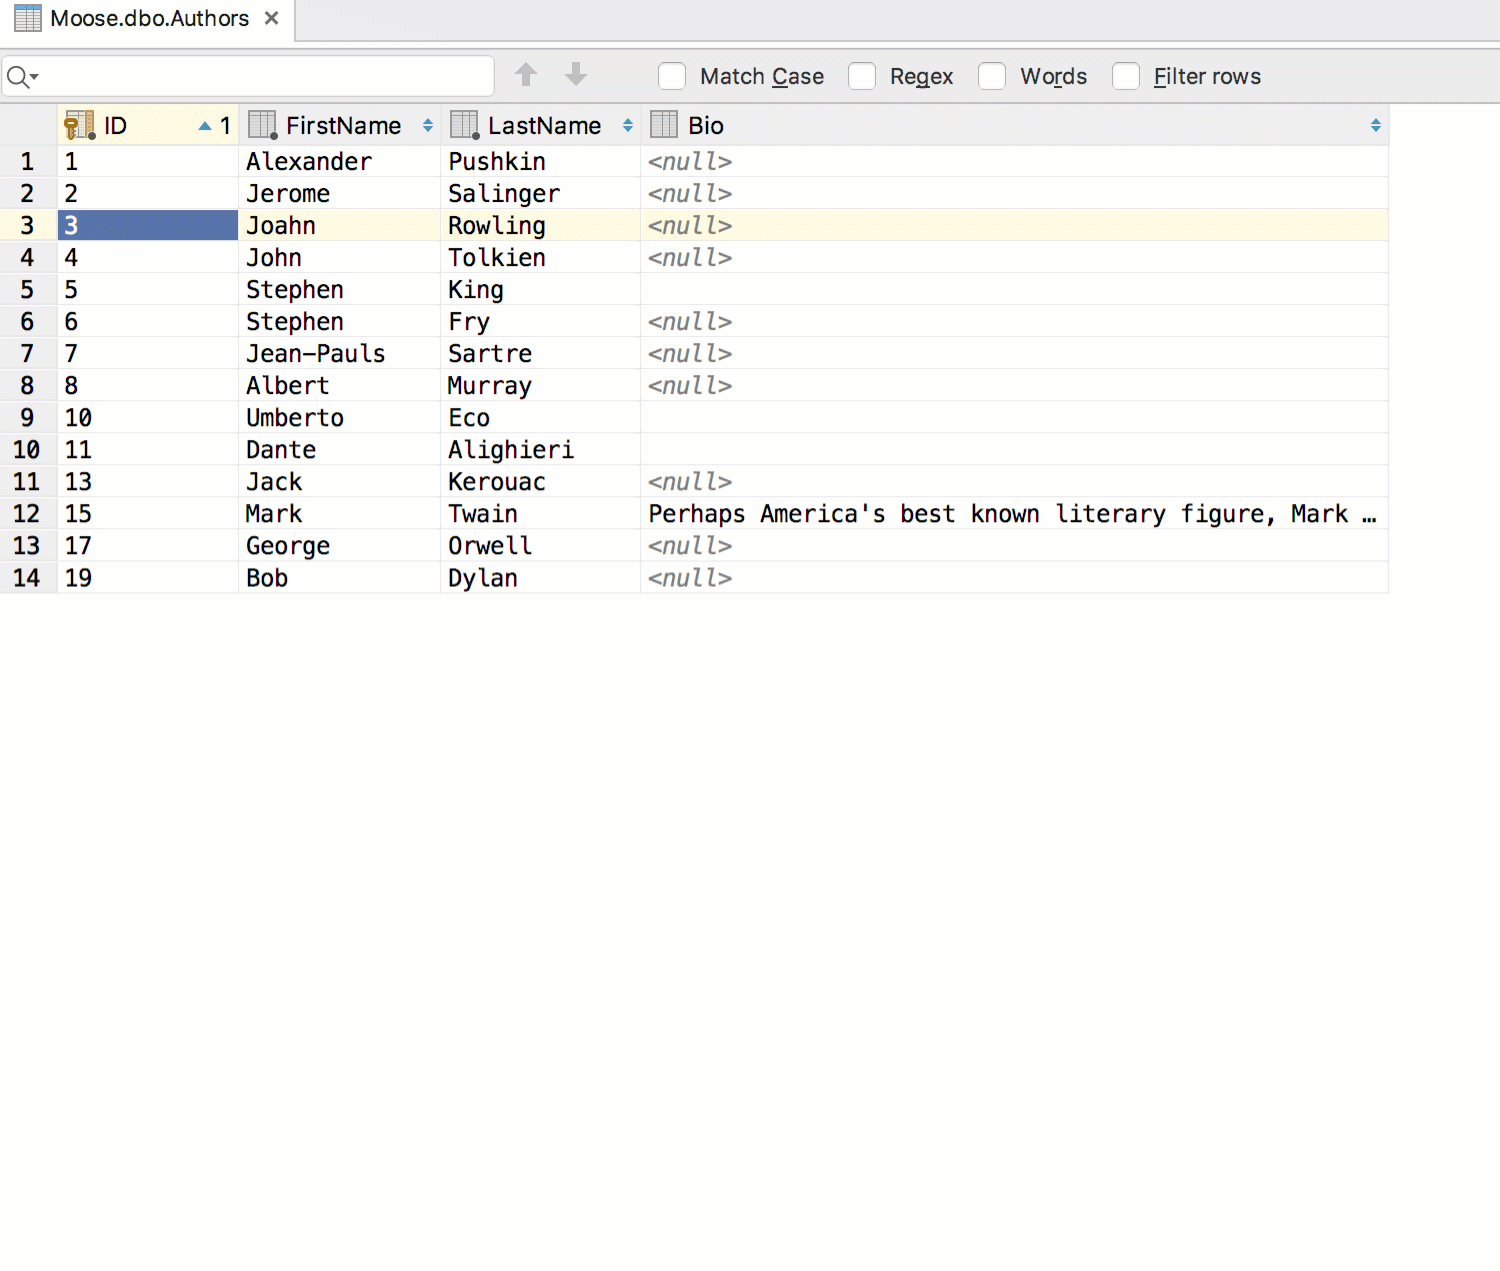 Moose.dbo.Authors
Match Case Regex Words Filter rows
ID 1 FirstName LastName Bio
1 1 Alexander Pushkin <null>
2 2 Jerome Salinger <null>
3 3 Joahn Rowling <null>
4 4 John Tolkien <null>
5 5 Stephen King
6 6 Stephen Fry <null>
7 7 Jean-Pauls Sartre <null>
8 8 Albert Murray <null>
9 10 Umberto Eco
10 11 Dante Alighieri
11 13 Jack Kerouac <null>
12 15 Mark Twain Perhaps America's best known literary figure, Mark …
13 17 George Orwell <null>
14 19 Bob Dylan <null>